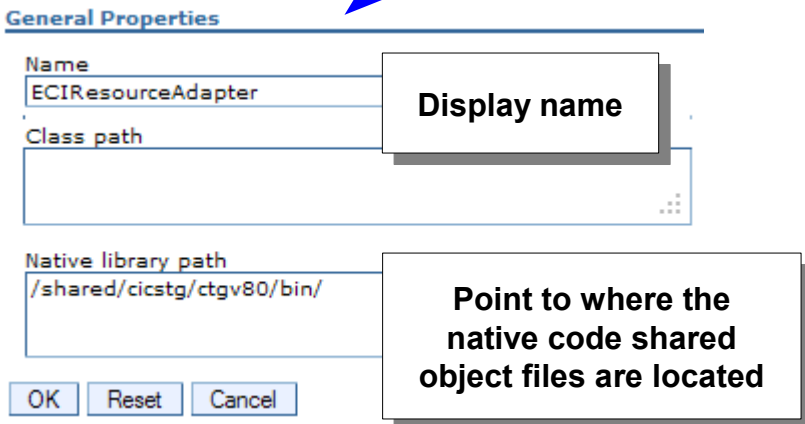 General Properties
Name
ECIResourceAdapter
Display name
Class path
Native library path
/shared/cicstg/ctgv80/bin/
Point to where the
native code shared
object files are located
OK Reset Cancel